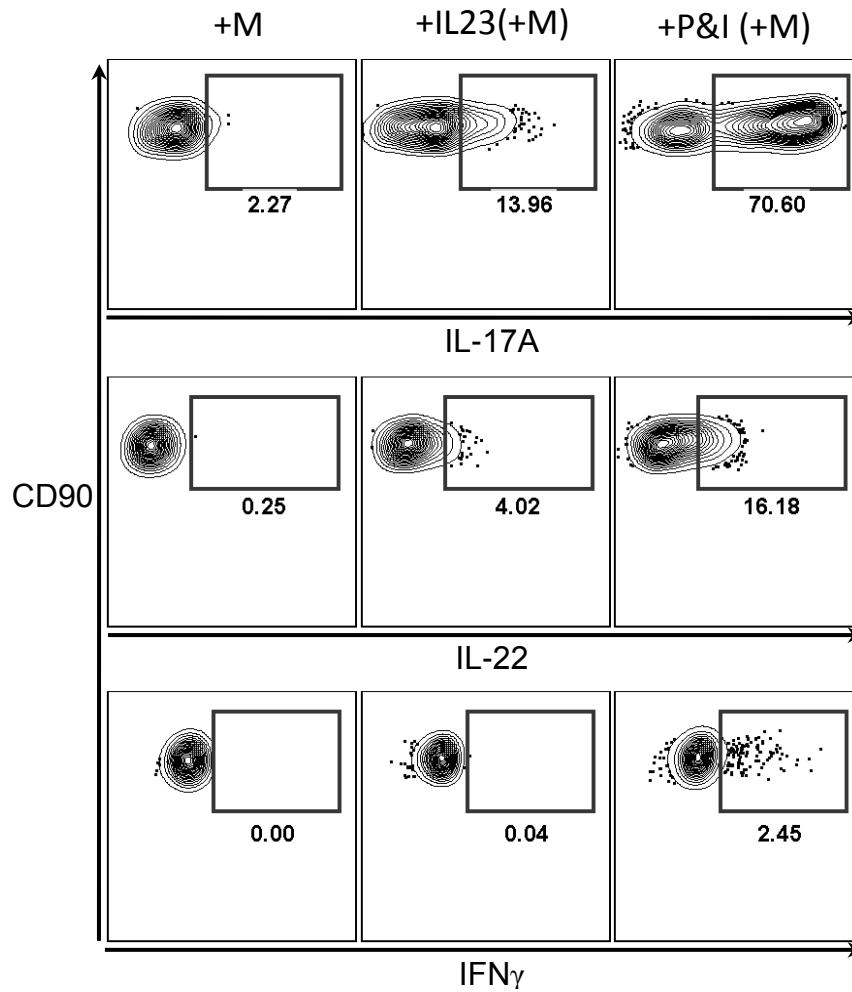 +M +IL23(+M) +P&I (+M)
2.27 13.96 70.60
IL-17A
CD90
0.25 4.02 16.18
IL-22
0.00 0.04 2.45
IFNγ